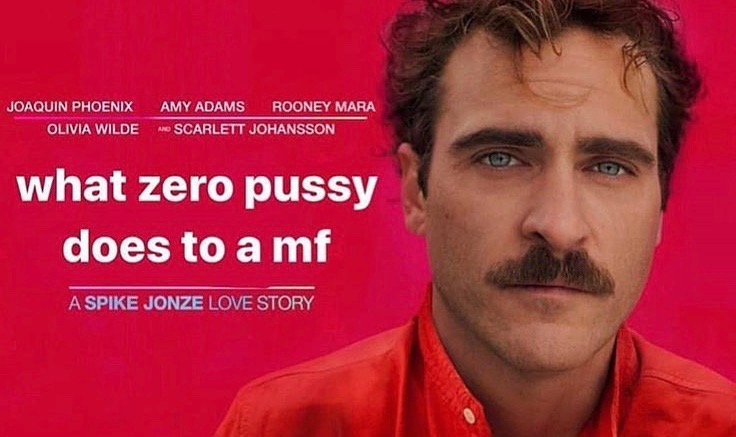 JOAQUIN PHOENIX AMY ADAMS ROONEY MARA
OLIVIA WILDE AND SCARLETT JOHANSSON
what zero pussy
does to a mf
A SPIKE JONZE LOVE STORY